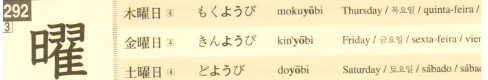 292
3
曜
木曜日 4 もくようび mokuyōbi Thursday / 목요일 / quinta-feira /
金曜日 4 きんようび kin'yōbi Friday / 금요일 / sexta-feira /
土曜日 4 どようび doyōbi Saturday / 토요일 / sábado / sábad